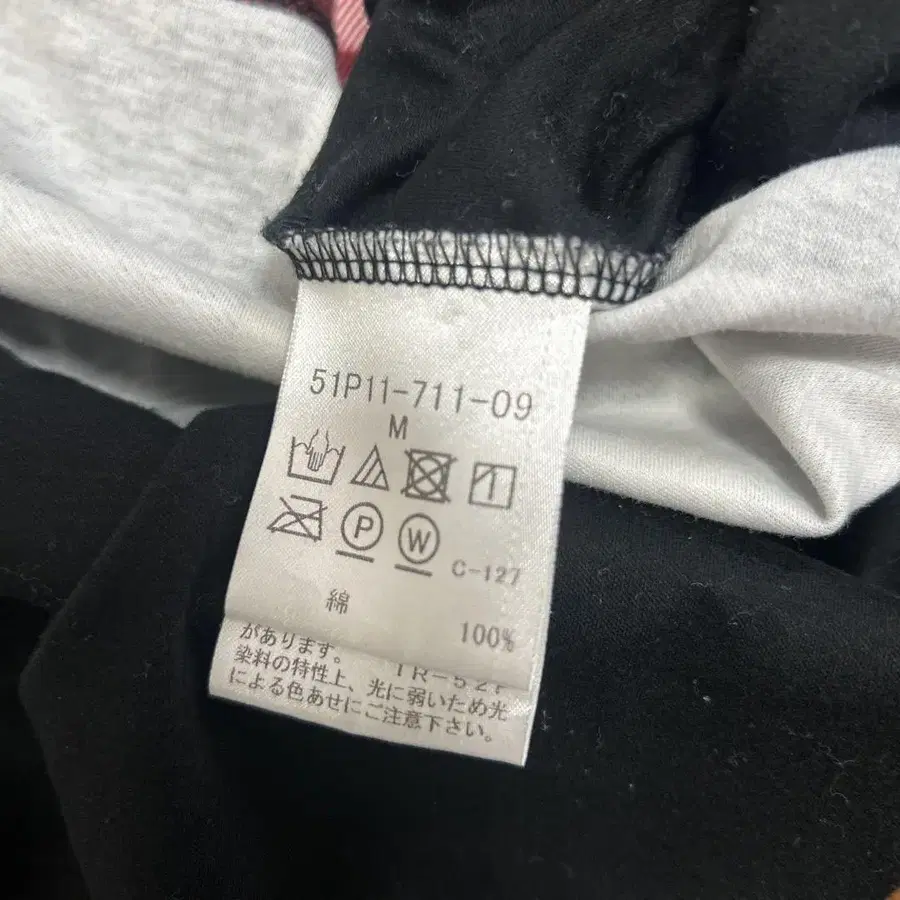 51P11-711-09
M
P W
C-127
綿
100%
があります。
染料の特性上、光に弱いため光
による色あせにご注意下さい。